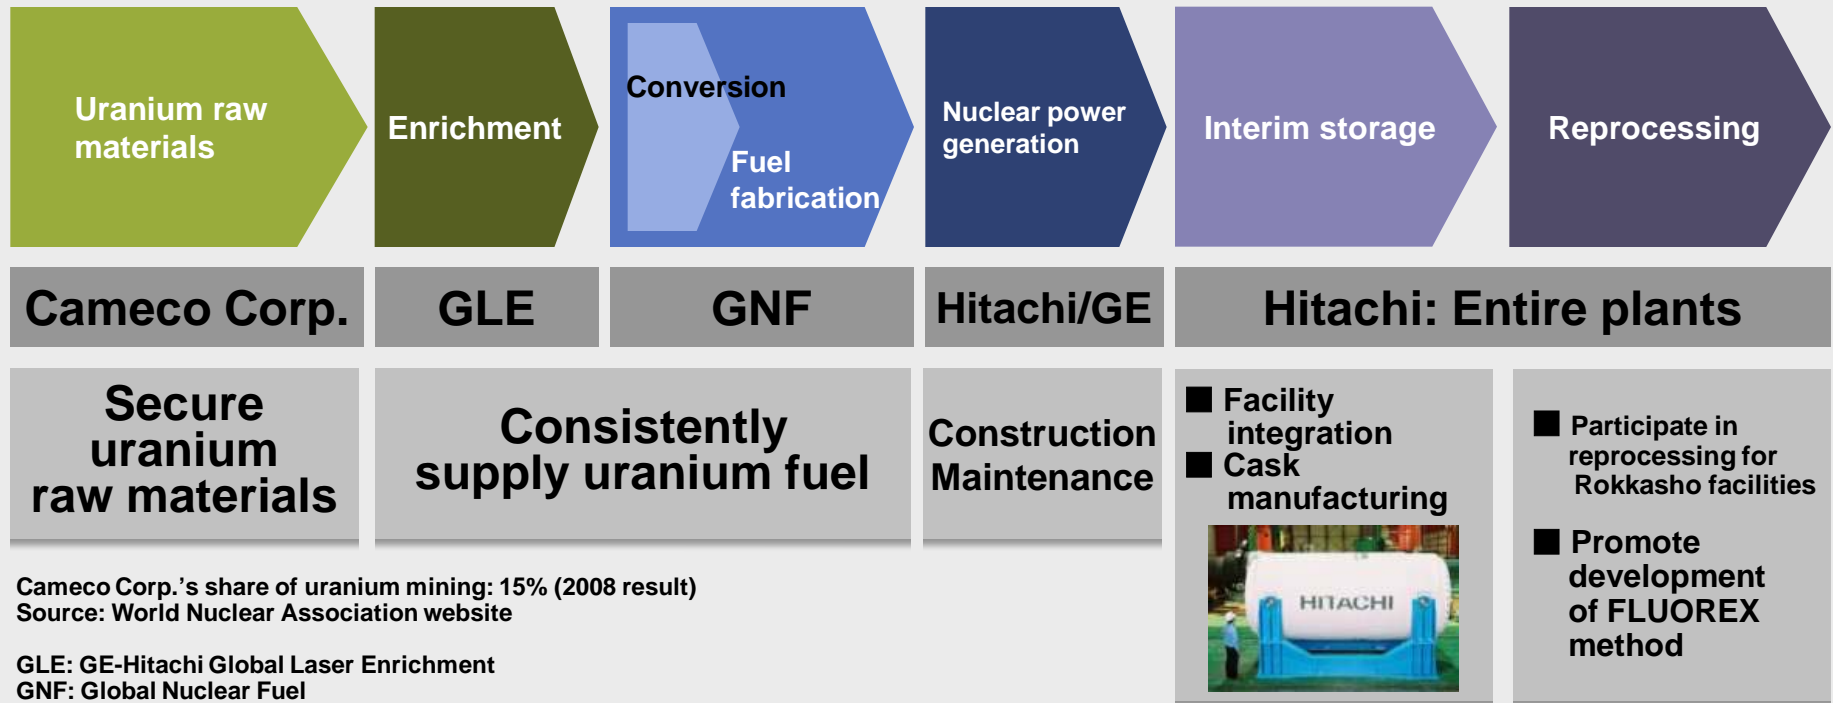 Uranium raw
materials
Enrichment
Conversion
Fuel
fabrication
Nuclear power
generation
Interim storage
Reprocessing
Cameco Corp.
GLE
GNF
Hitachi/GE
Hitachi: Entire plants
Secure
uranium
raw materials
Consistently
supply uranium fuel
Construction
Maintenance
■ Facility
integration
■ Cask
manufacturing
HITACHI
■ Participate in
reprocessing for
Rokkasho facilities
■ Promote
development
of FLUOREX
method
Cameco Corp.’s share of uranium mining: 15% (2008 result)
Source: World Nuclear Association website
GLE: GE-Hitachi Global Laser Enrichment
GNF: Global Nuclear Fuel